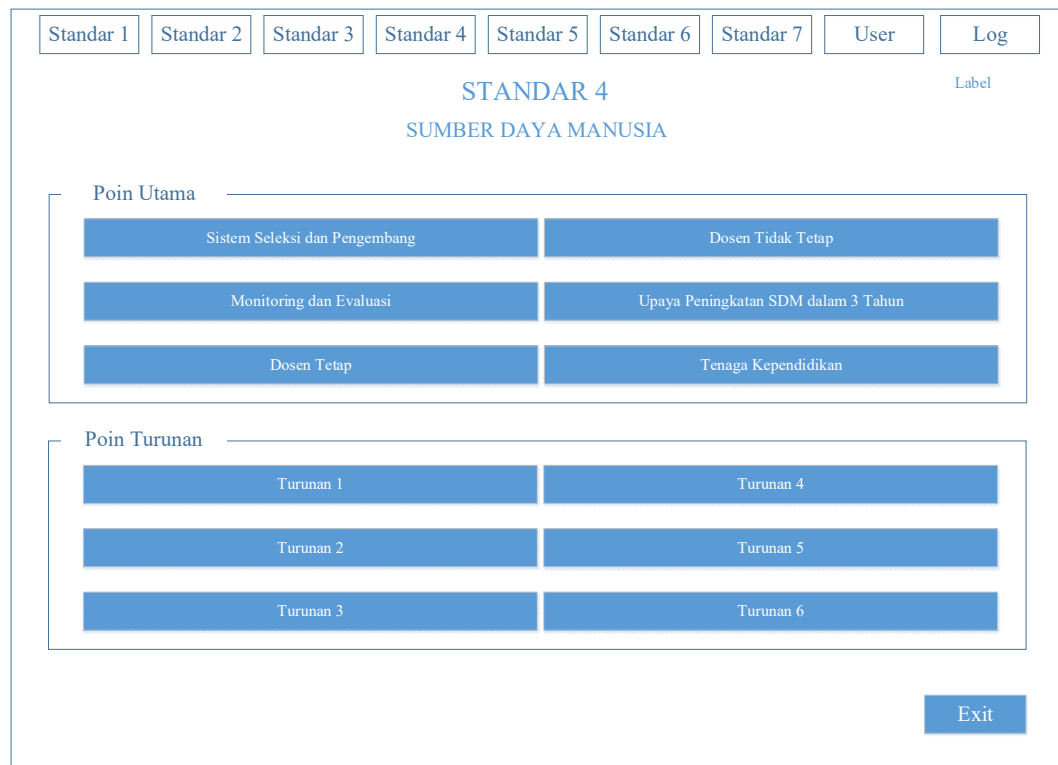 Standar 1 Standar 2 Standar 3 Standar 4 Standar 5 Standar 6 Standar 7 User Log
STANDAR 4
Label
SUMBER DAYA MANUSIA
Poin Utama
Sistem Seleksi dan Pengembang
Dosen Tidak Tetap
Monitoring dan Evaluasi
Upaya Peningkatan SDM dalam 3 Tahun
Dosen Tetap
Tenaga Kependidikan
Poin Turunan
Turunan 1
Turunan 4
Turunan 2
Turunan 5
Turunan 3
Turunan 6
Exit